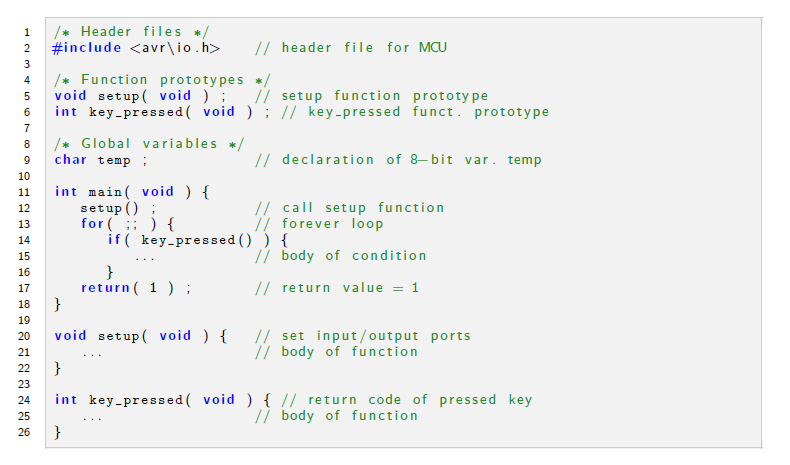 1 /* Header files */
2 #include <avr\io.h> // header file for MCU
3
4 /* Function prototypes */
5 void setup( void ) ; // setup function prototype
6 int key_pressed( void ) ; // key_pressed funct. prototype
7
8 /* Global variables */
9 char temp ; // declaration of 8-bit var. temp
10
11 int main( void ) {
12 setup() ; // call setup function
13 for( ;; ) { // forever loop
14 if( key_pressed() ) {
15 ... // body of condition
16 }
17 return( 1 ) ; // return value = 1
18 }
19
20 void setup( void ) { // set input/output ports
21 ... // body of function
22 }
23
24 int key_pressed( void ) { // return code of pressed key
25 ... // body of function
26 }